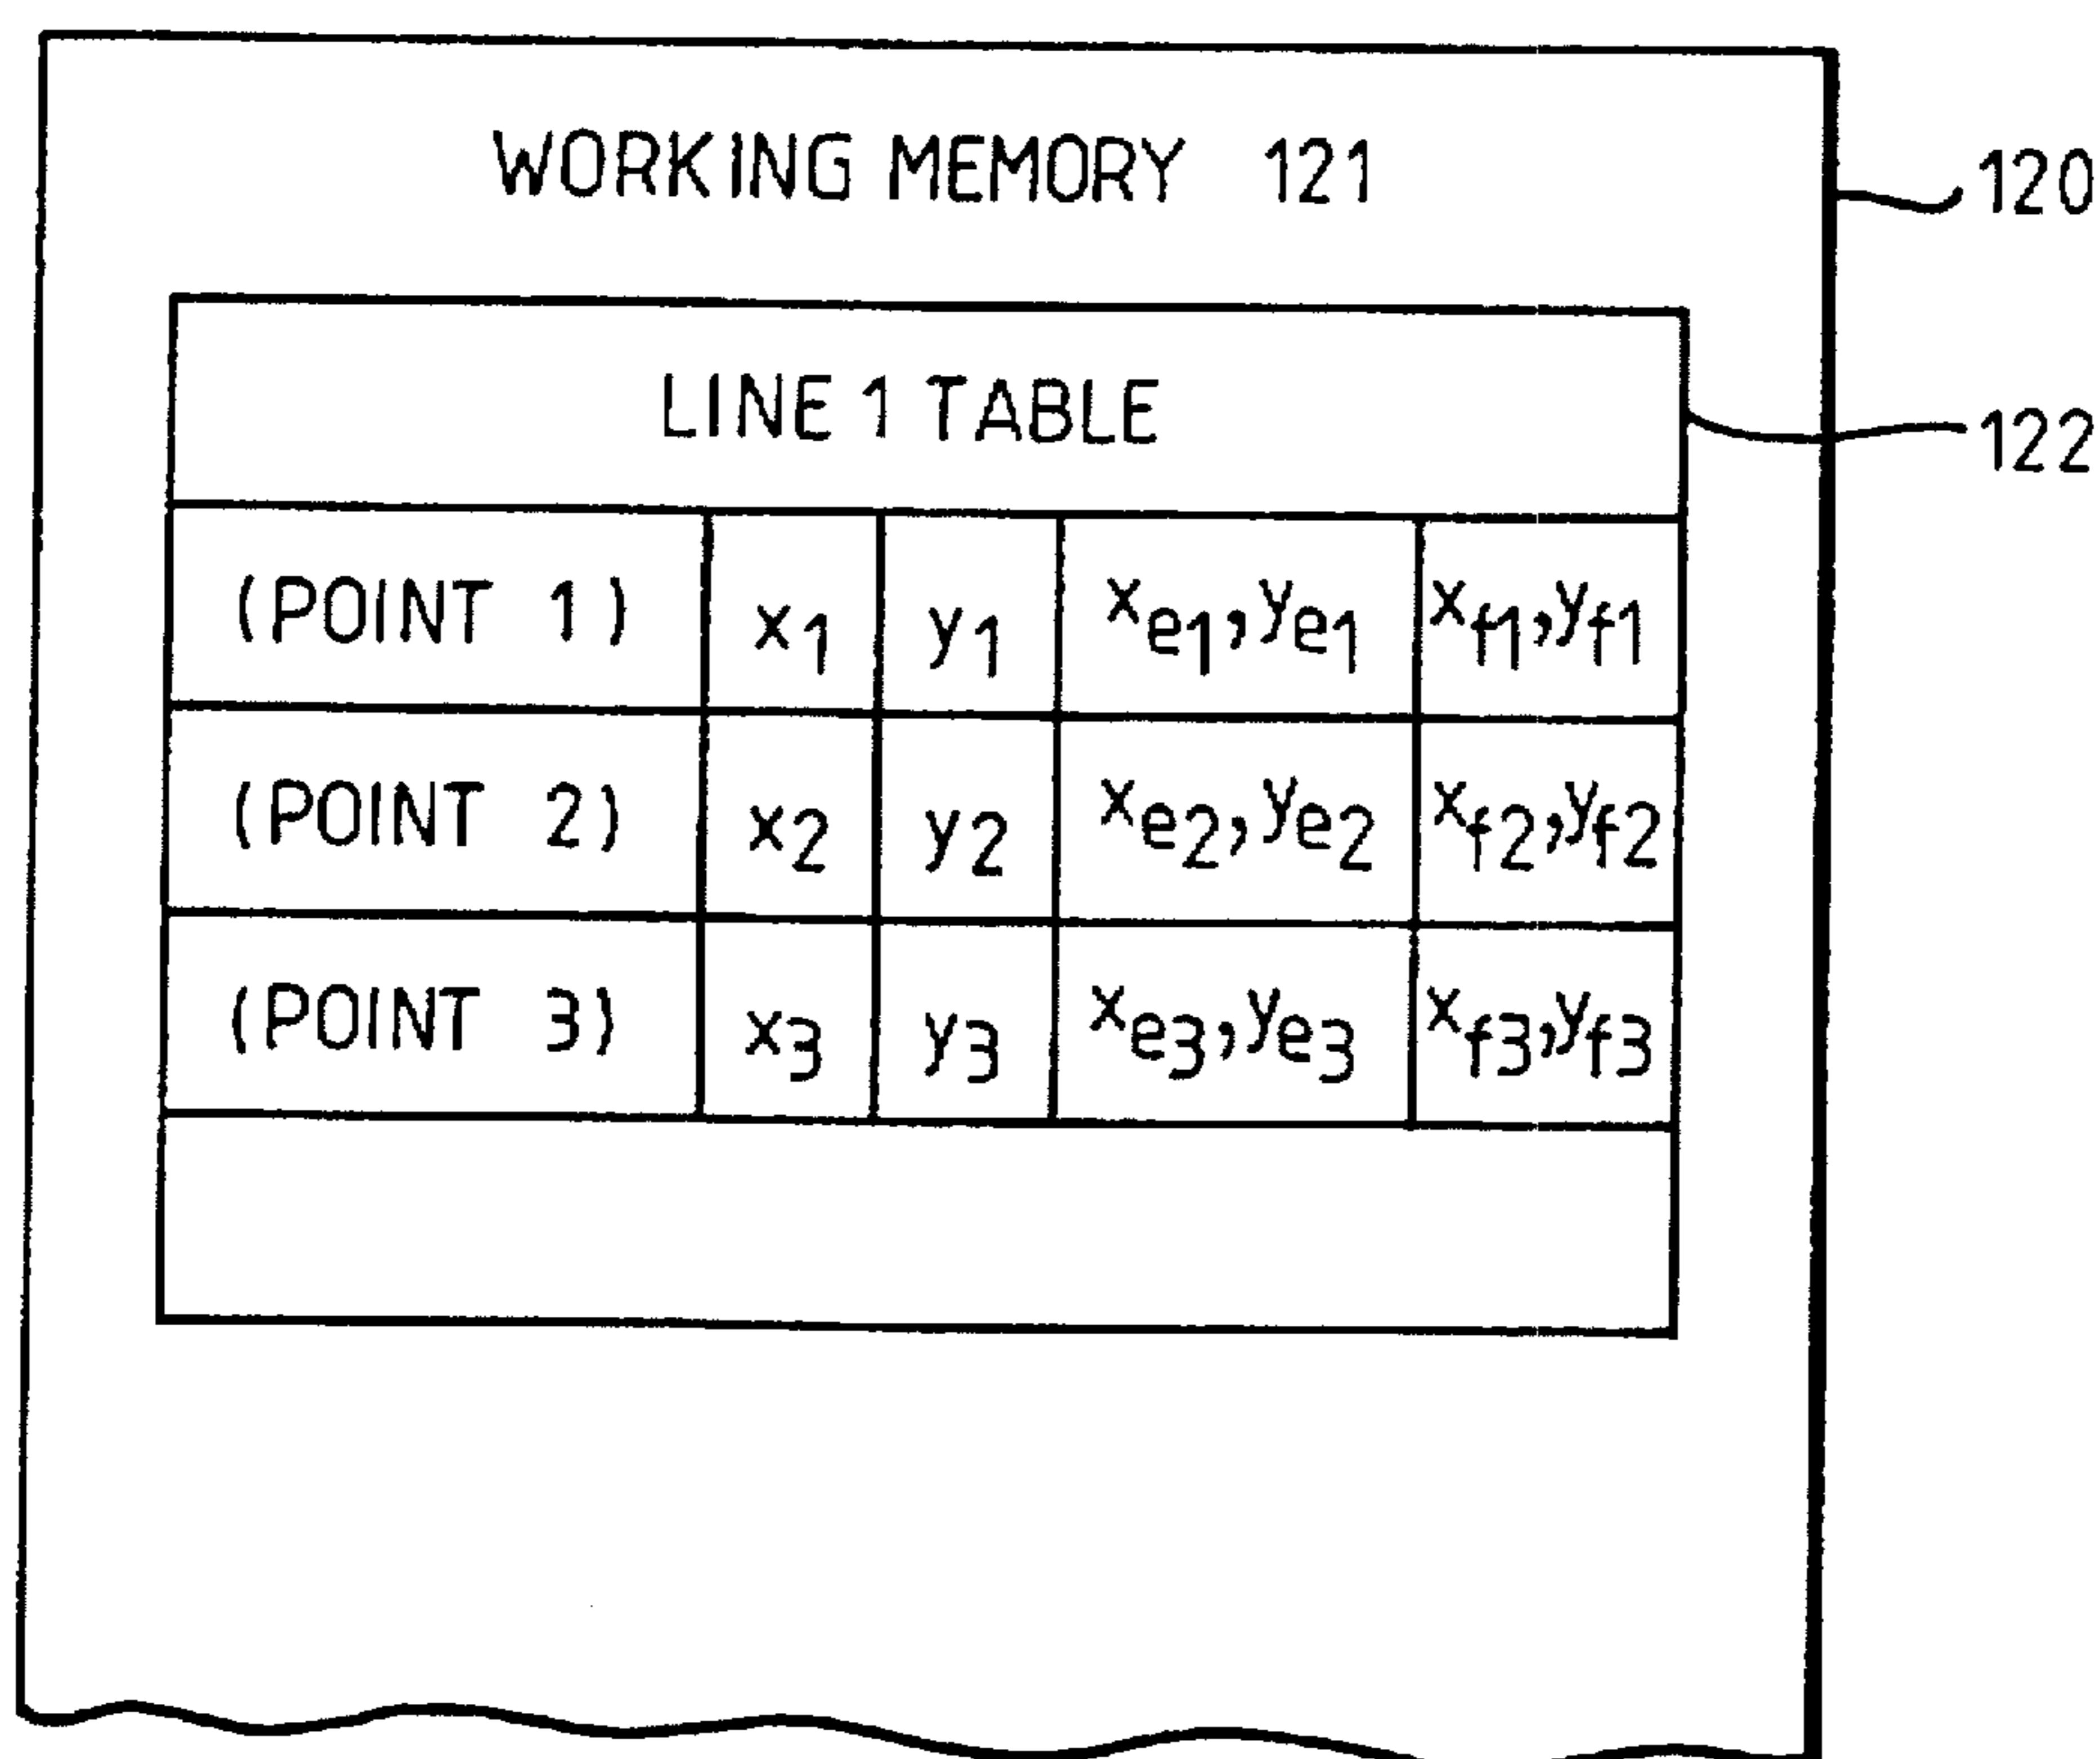 WORKING MEMORY 121
120
LINE 1 TABLE
122
(POINT 1) x1 y1 xe1,ye1 xf1,yf1
(POINT 2) x2 y2 xe2,ye2 xf2,yf2
(POINT 3) x3 y3 xe3,ye3 xf3,yf3